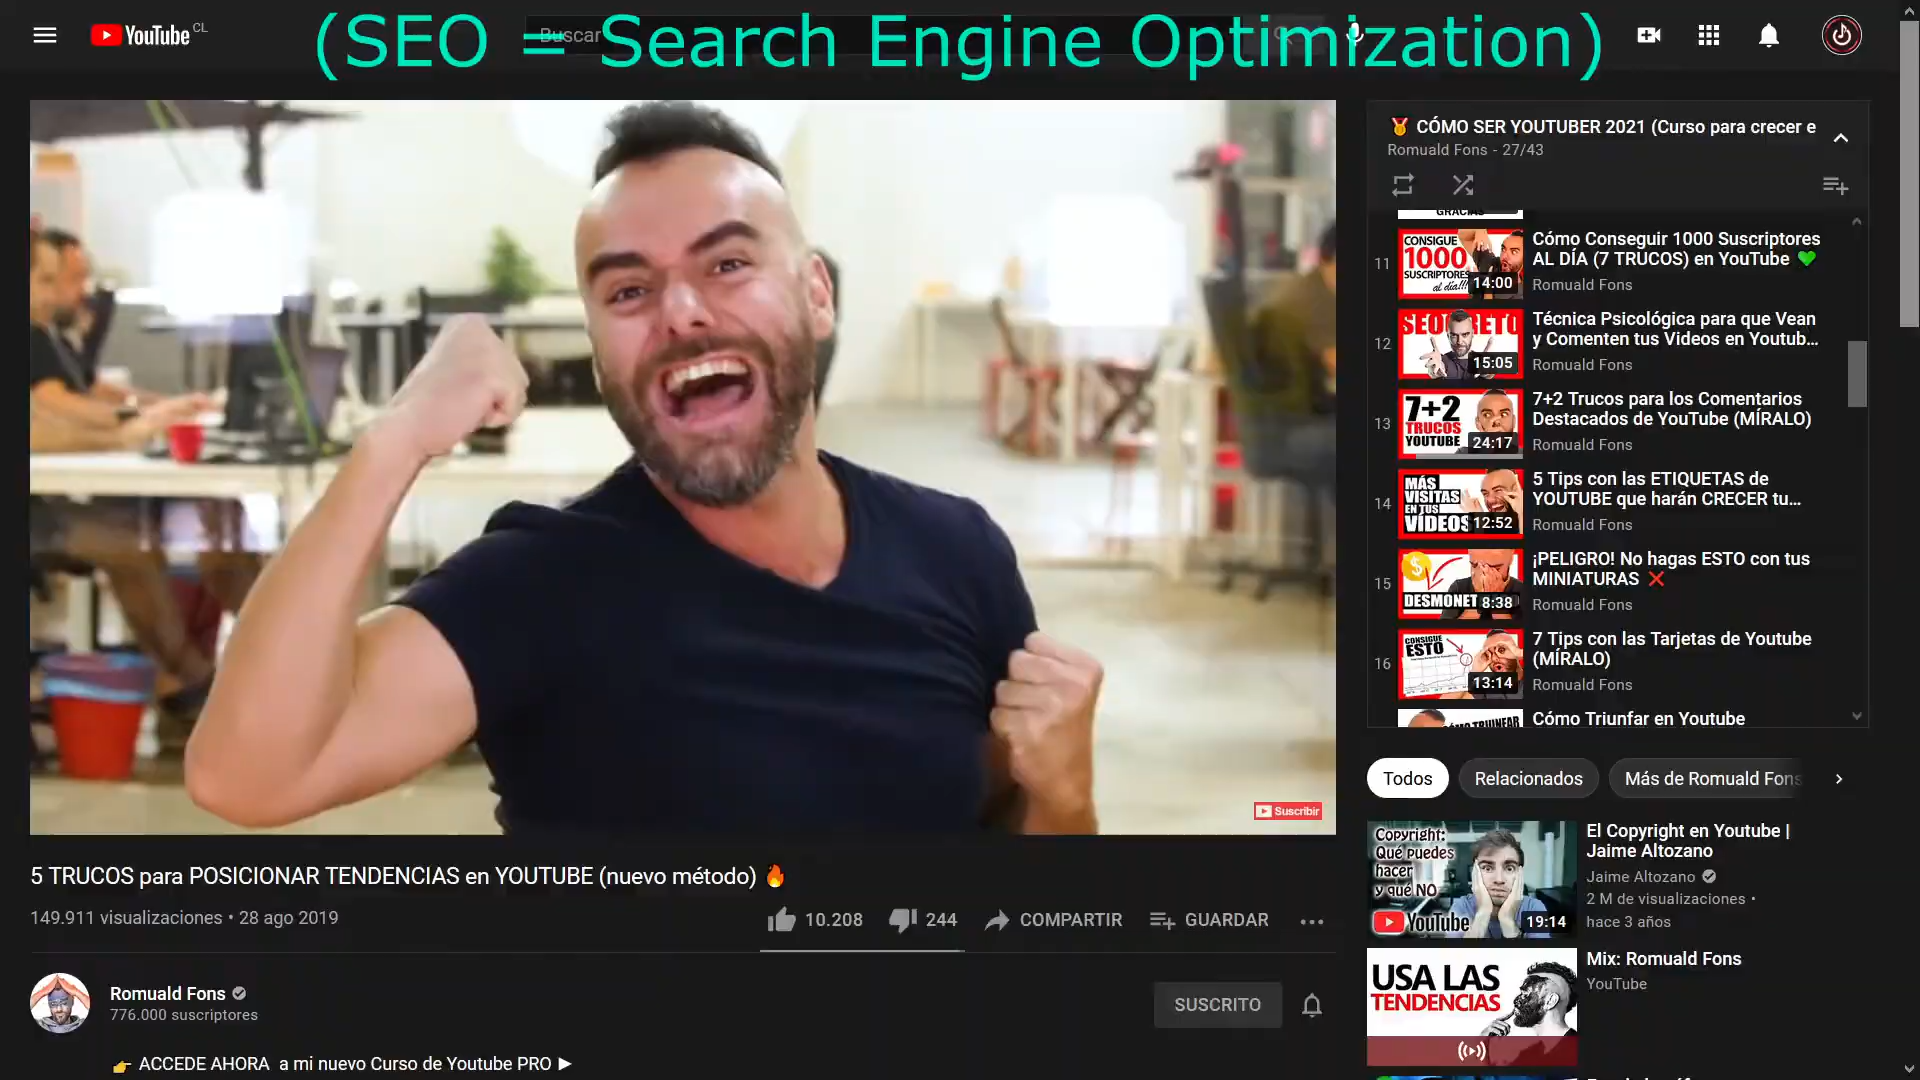 YouTube CL
Buscar
(SEO = Search Engine Optimization)
CÓMO SER YOUTUBER 2021 (Curso para crecer e
Romuald Fons - 27/43
GRACIAS
11
CONSIGUE
1000
SUSCRIPTORES
al día!!!
14:00
Cómo Conseguir 1000 Suscriptores
AL DÍA (7 TRUCOS) en YouTube 💚
Romuald Fons
12
SEOCRETO
15:05
Técnica Psicológica para que Vean
y Comenten tus Videos en Youtub...
Romuald Fons
13
7+2
TRUCOS
YOUTUBE
24:17
7+2 Trucos para los Comentarios
Destacados de YouTube (MÍRALO)
Romuald Fons
14
MÁS
VISITAS
EN TUS
VÍDEOS
12:52
5 Tips con las ETIQUETAS de
YOUTUBE que harán CRECER tu...
Romuald Fons
15
DESMONET
8:38
¡PELIGRO! No hagas ESTO con tus
MINIATURAS ❌
Romuald Fons
16
CONSIGUE
ESTO
13:14
7 Tips con las Tarjetas de Youtube
(MÍRALO)
Romuald Fons
Cómo Triunfar en Youtube
Suscribir
5 TRUCOS para POSICIONAR TENDENCIAS en YOUTUBE (nuevo método) 🔥
149.911 visualizaciones • 28 ago 2019
10.208 244 COMPARTIR GUARDAR
Romuald Fons
776.000 suscriptores
SUSCRITO
👉 ACCEDE AHORA a mi nuevo Curso de Youtube PRO ▶
Todos Relacionados Más de Romuald Fons
Copyright:
Qué puedes
hacer
y qué NO
YouTube
19:14
El Copyright en Youtube |
Jaime Altozano
Jaime Altozano
2 M de visualizaciones •
hace 3 años
USA LAS
TENDENCIAS
Mix: Romuald Fons
YouTube